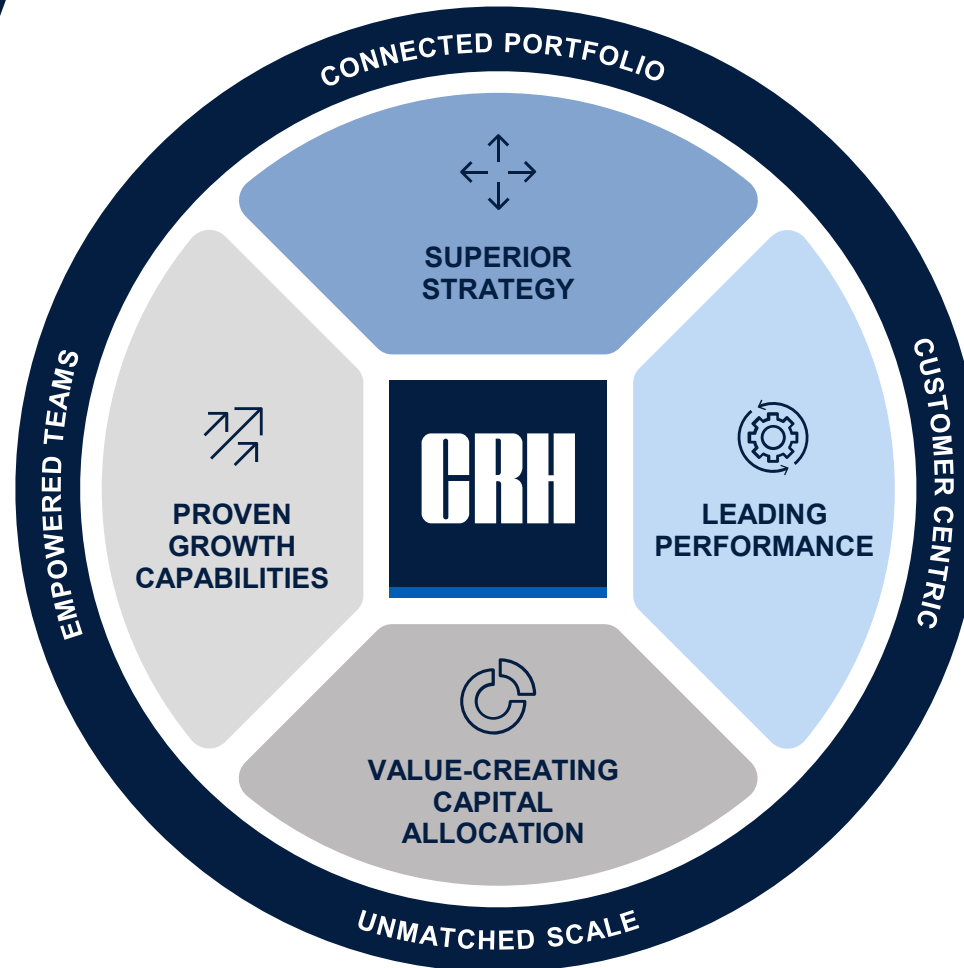 CONNECTED PORTFOLIO
SUPERIOR
STRATEGY
EMPOWERED TEAMS
PROVEN
GROWTH
CAPABILITIES
CRH
LEADING
PERFORMANCE
CUSTOMER CENTRIC
VALUE-CREATING
CAPITAL
ALLOCATION
UNMATCHED SCALE